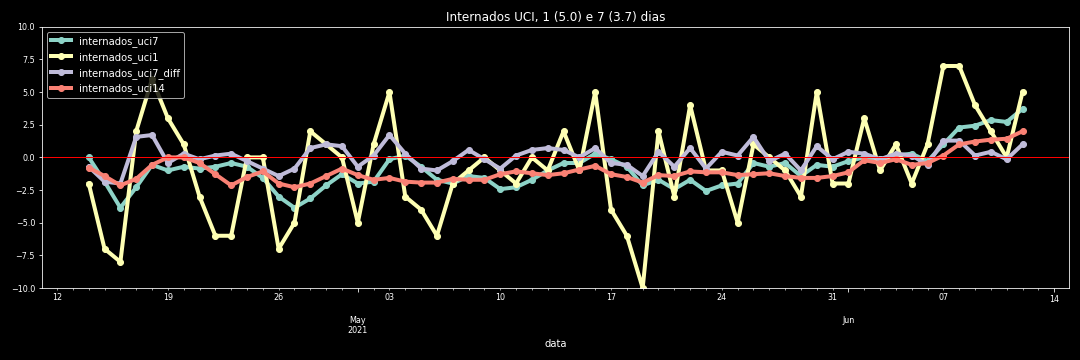 Internados UCI, 1 (5.0) e 7 (3.7) dias
internados_uci7
internados_uci1
internados_uci7_diff
internados_uci14
10.0
7.5
5.0
2.5
0.0
−2.5
−5.0
−7.5
−10.0
12 19 26 03 10 17 24 31 07 14
May Jun
2021
data